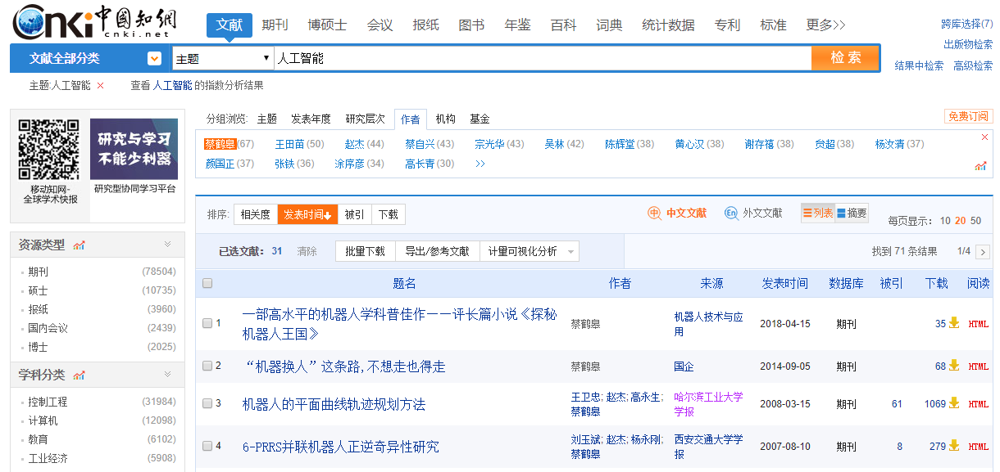 cnki 中国知網
cnki.net
文献 期刊 博硕士 会议 报纸 图书 年鉴 百科 词典 统计数据 专利 标准 更多>>
跨库选择(7)
出版物检索
文献全部分类 主题 人工智能 检 索
结果中检索 高级检索
主题:人工智能 × 查看 人工智能 的指数分析结果
移动知网-
全球学术快报
研究与学习
不能少利器
研究型协同学习平台
分组浏览: 主题 发表年度 研究层次 作者 机构 基金
免费订阅
蔡鹤皋(67) 王田苗(50) 赵杰(44) 蔡自兴(43) 宗光华(43) 吴林(42) 陈辉堂(38) 黄心汉(38) 谢存禧(38) 贠超(38) 杨汝清(37)
颜国正(37) 张铁(36) 涂序彦(34) 高长青(30) >>
排序: 相关度 发表时间↓ 被引 下载
中文文献 外文文献 列表 摘要 每页显示: 10 20 50
已选文献: 31 清除 批量下载 导出/参考文献 计量可视化分析
找到 71 条结果 1/4 >
资源类型
期刊 (78504)
硕士 (10735)
报纸 (3960)
国内会议 (2439)
博士 (2025)
学科分类
控制工程 (31984)
计算机 (12098)
教育 (6102)
工业经济 (5908)
题名 作者 来源 发表时间 数据库 被引 下载 阅读
1 一部高水平的机器人学科普佳作——评长篇小说《探秘
机器人王国》
蔡鹤皋
机器人技术与应
用
2018-04-15 期刊 35 HTML
2 “机器换人”这条路,不想走也得走 蔡鹤皋 国企 2014-09-05 期刊 68 HTML
3 机器人的平面曲线轨迹规划方法
王卫忠; 赵杰; 高永生;
蔡鹤皋
哈尔滨工业大学
学报
2008-03-15 期刊 61 1069 HTML
4 6-PRRS并联机器人正逆奇异性研究
刘玉斌; 赵杰; 杨永刚;
蔡鹤皋
西安交通大学学
报
2007-08-10 期刊 8 279 HTML